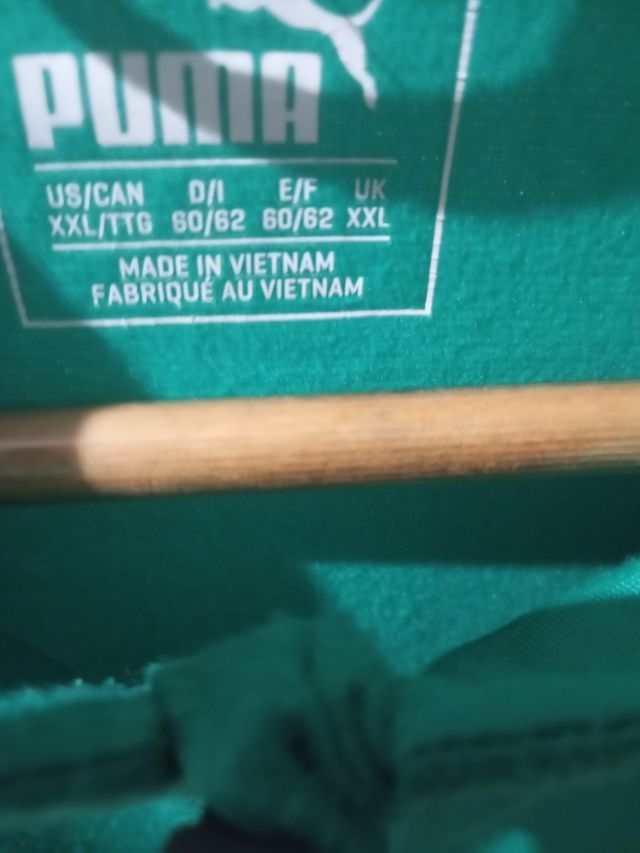 PUMA
US/CAN D/I E/F UK
XXL/TTG 60/62 60/62 XXL
MADE IN VIETNAM
FABRIQUÉ AU VIETNAM